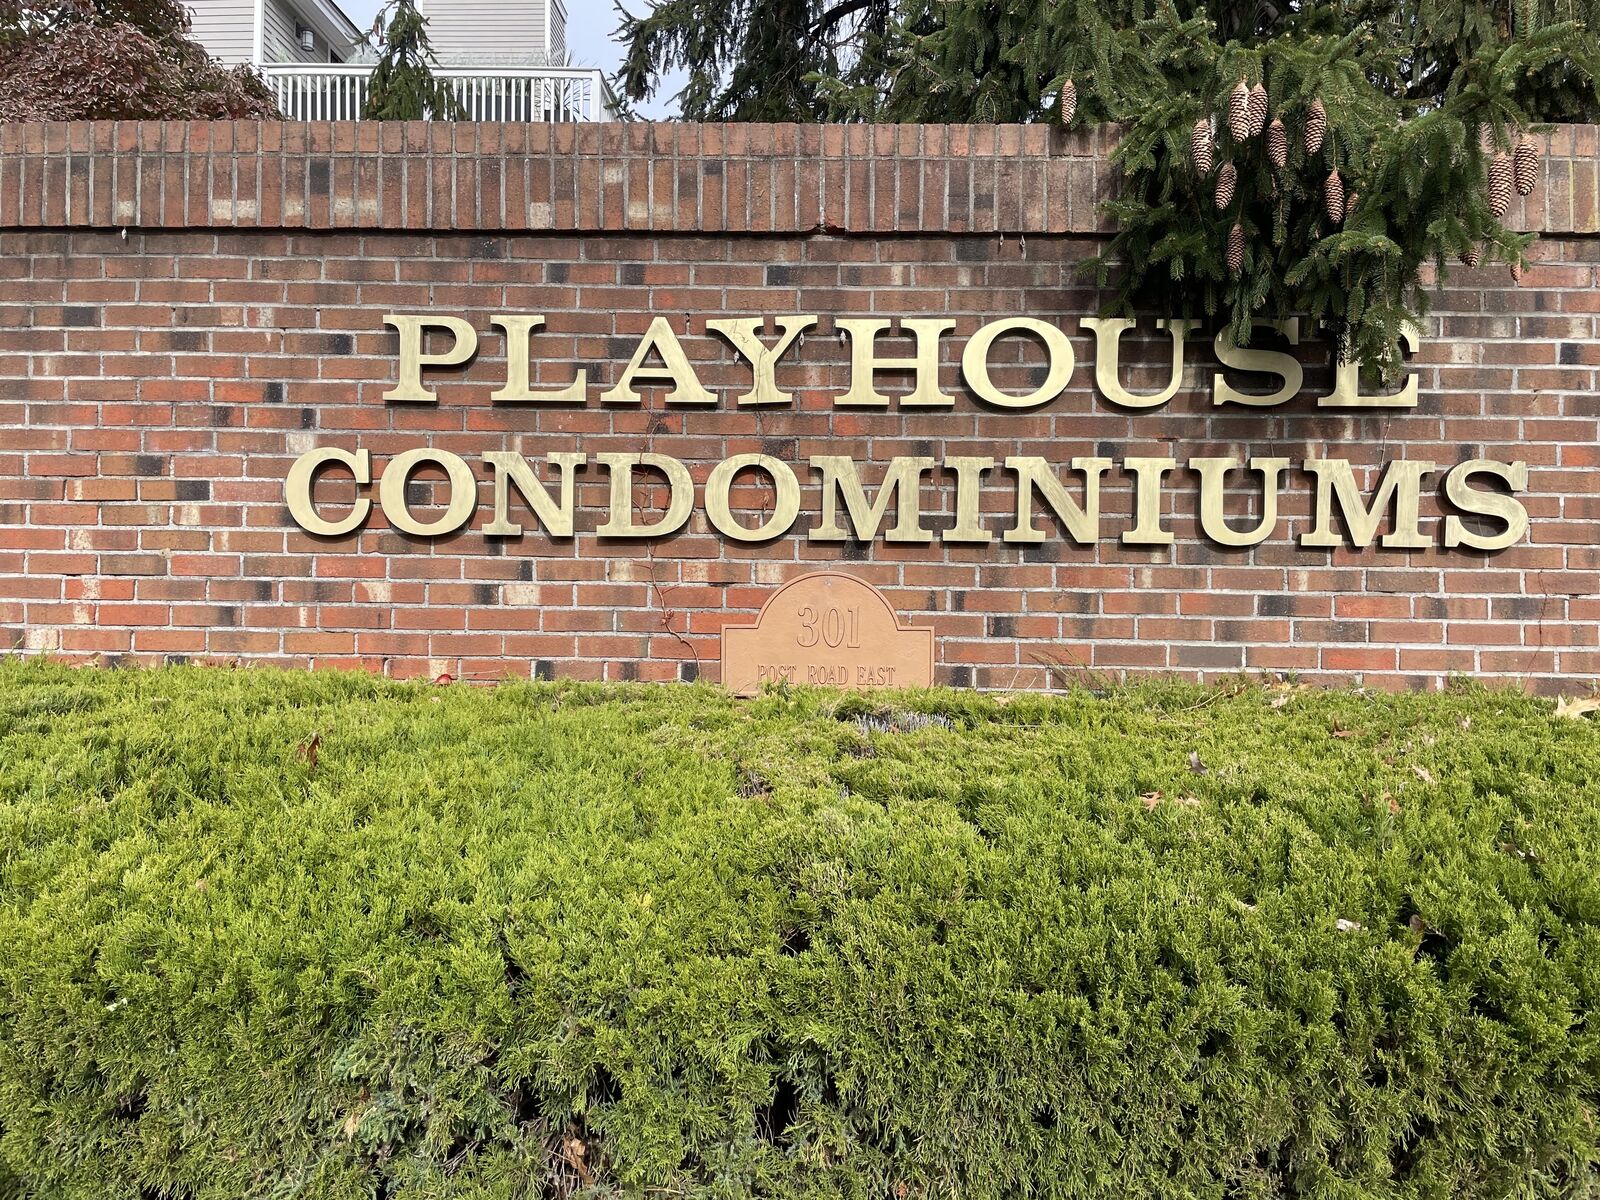 PLAYHOUSE
CONDOMINIUMS
301
POST ROAD EAST